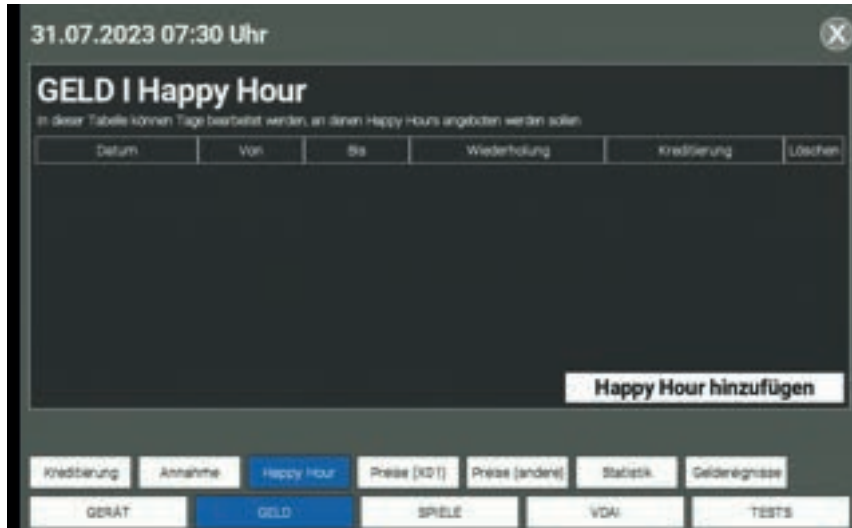 31.07.2023 07:30 Uhr
X
GELD I Happy Hour
In dieser Tabelle können Tage bearbeitet werden, an denen Happy Hours angeboten werden sollen
Datum Von Bis Wiederholung Kreditierung Löschen
Happy Hour hinzufügen
Kreditierung Annahme Happy Hour Preise (X01) Preise (andere) Statistik Geldereignisse
GERÄT GELD SPIELE VDAI TESTS